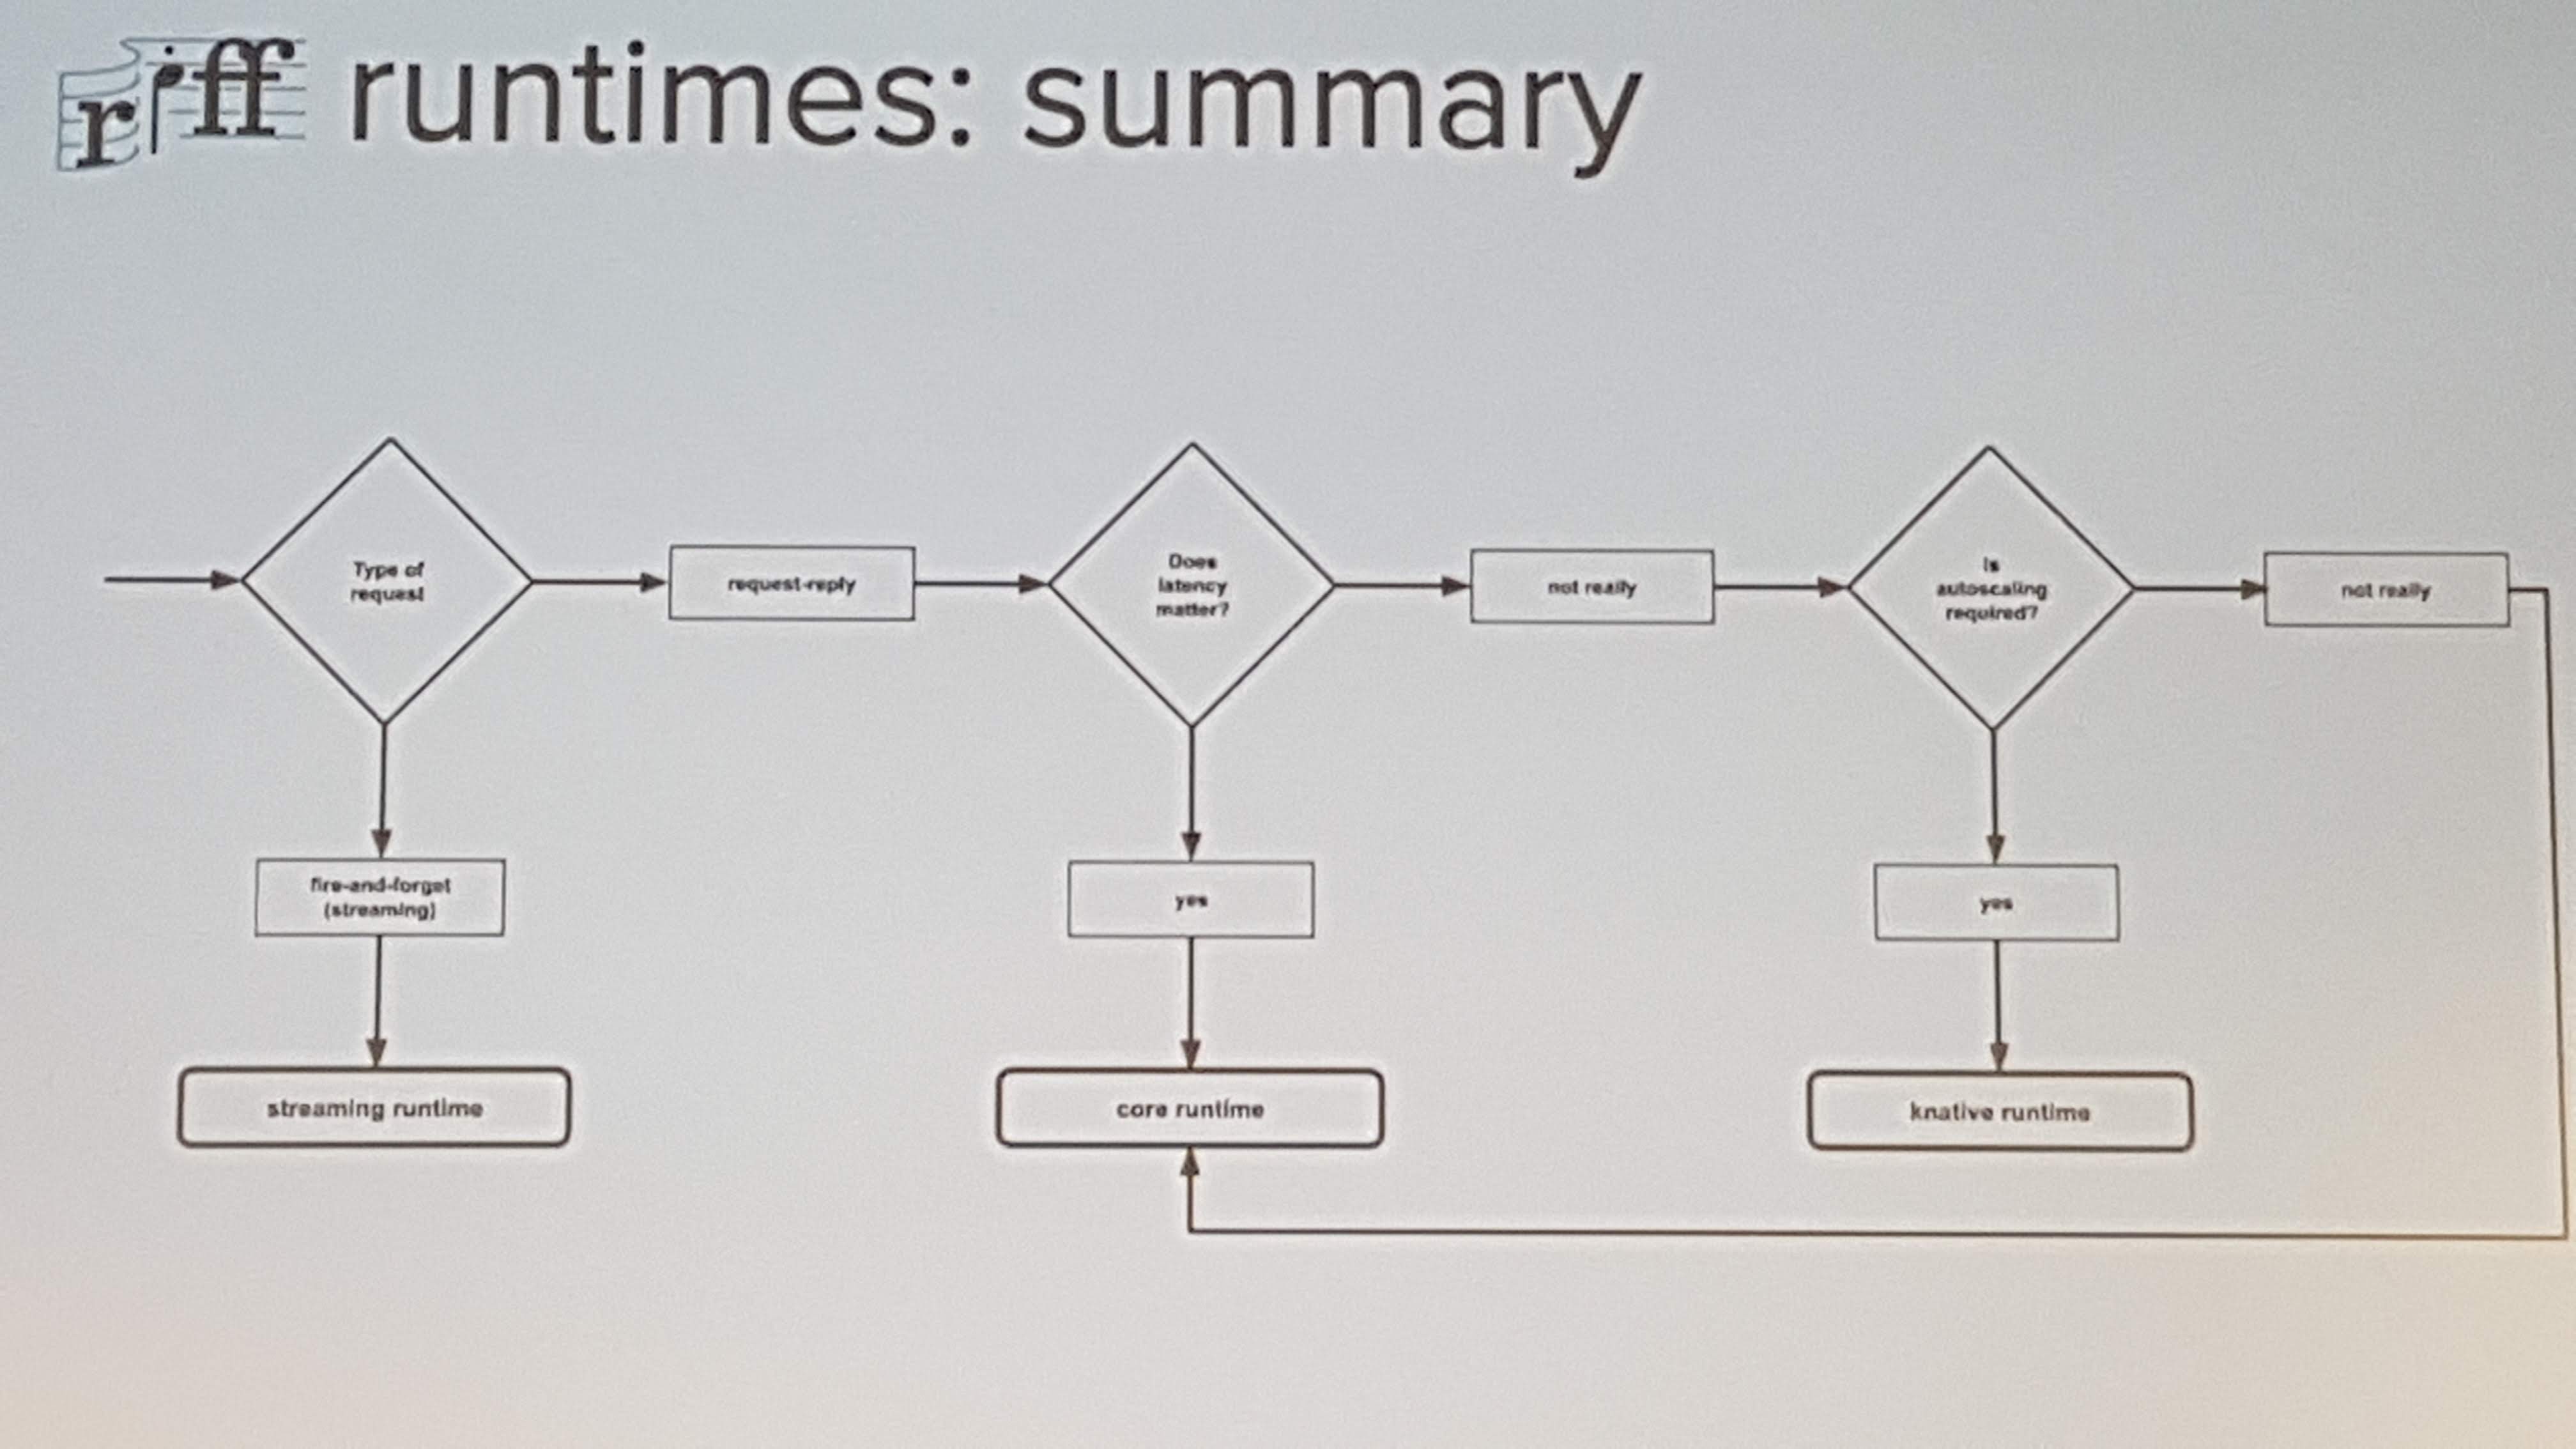 riff runtimes: summary
Type of
request
request-reply
Does
latency
matter?
not really
Is
autoscaling
required?
not really
fire-and-forget
(streaming)
yes
yes
streaming runtime
core runtime
knative runtime